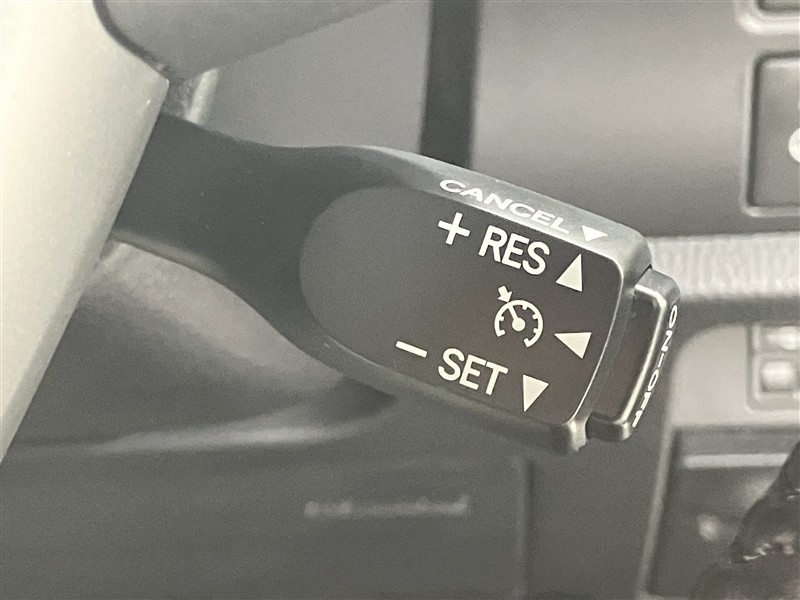 CANCEL ▼
+ RES ▲
◀
− SET ▼
ON-OFF